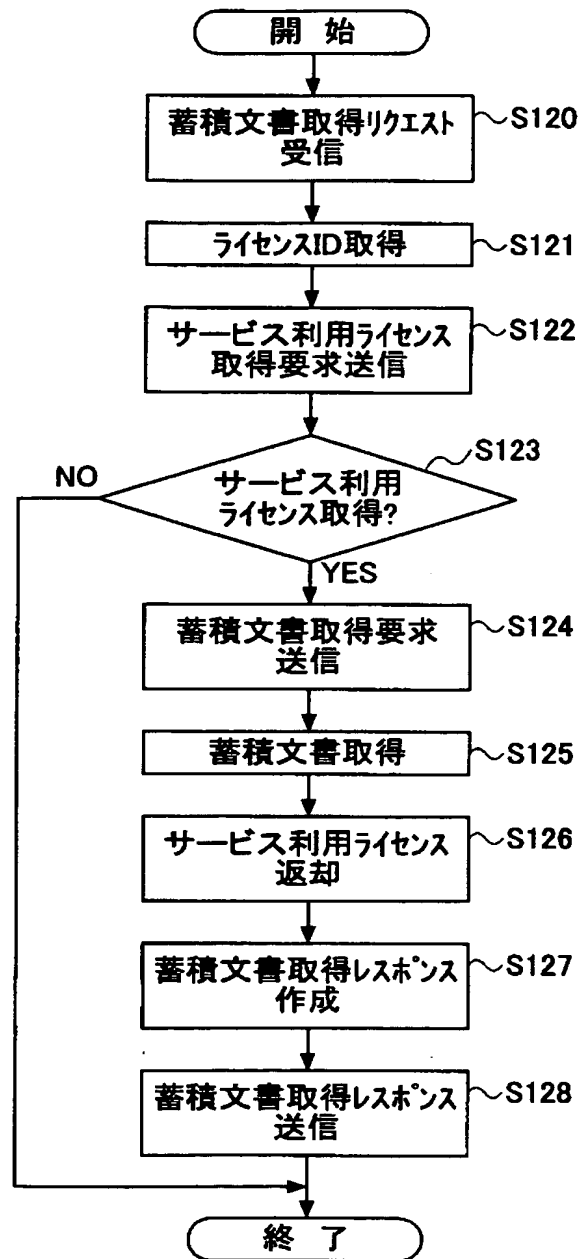 開 始
蓄積文書取得リクエスト
受信
S120
ライセンスID取得
S121
サービス利用ライセンス
取得要求送信
S122
S123
NO
サービス利用
ライセンス取得?
YES
蓄積文書取得要求
送信
S124
蓄積文書取得
S125
サービス利用ライセンス
返却
S126
蓄積文書取得レスポンス
作成
S127
蓄積文書取得レスポンス
送信
S128
終 了